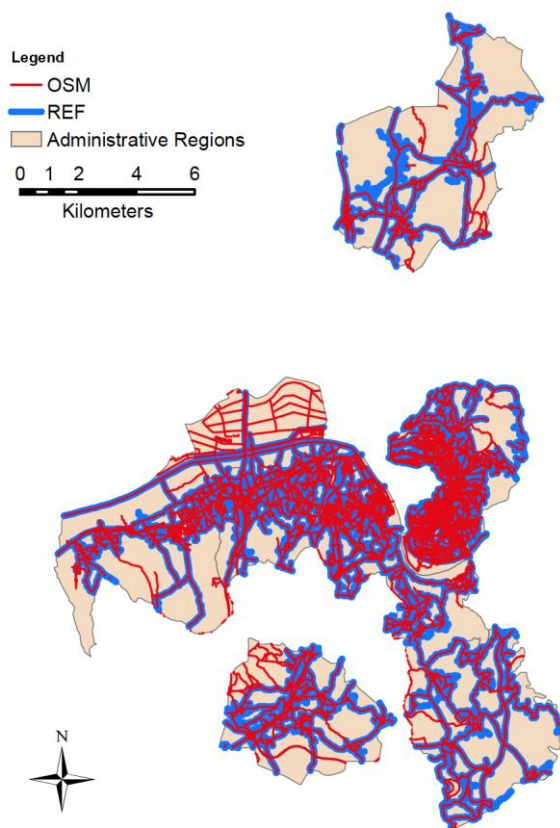 Legend
OSM
REF
Administrative Regions
0 1 2 4 6
Kilometers
N